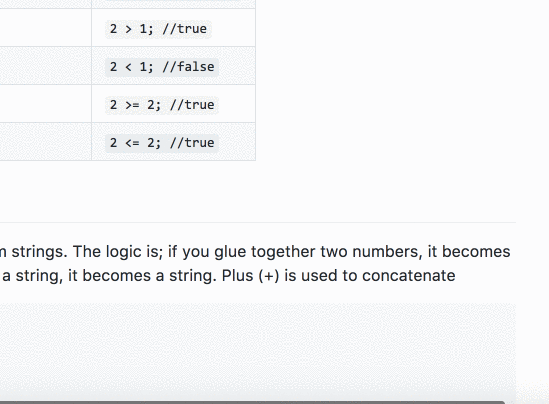 2 > 1; //true
2 < 1; //false
2 >= 2; //true
2 <= 2; //true
strings. The logic is; if you glue together two numbers, it becomes
a string, it becomes a string. Plus (+) is used to concatenate